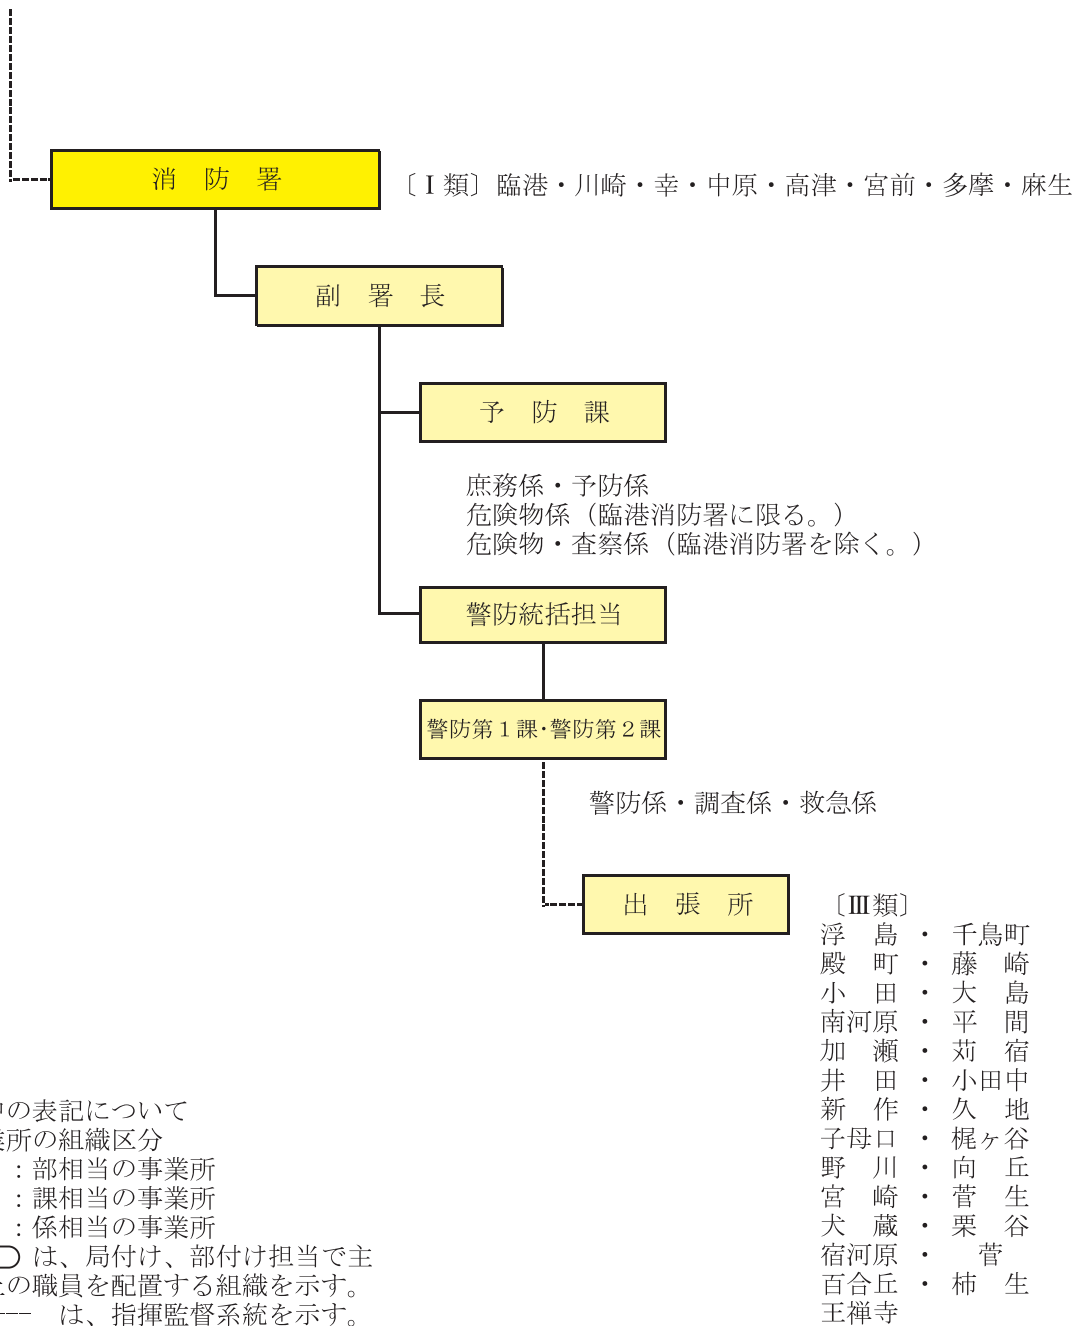 消　防　署
〔Ⅰ類〕臨港・川崎・幸・中原・高津・宮前・多摩・麻生
副　署　長
予　防　課
庶務係・予防係
危険物係（臨港消防署に限る。）
危険物・査察係（臨港消防署を除く。）
警防統括担当
警防第１課･警防第２課
警防係・調査係・救急係
出　張　所
〔Ⅲ類〕
浮　島　・　千鳥町
殿　町　・　藤　崎
小　田　・　大　島
南河原　・　平　間
加　瀬　・　苅　宿
井　田　・　小田中
新　作　・　久　地
子母口　・　梶ヶ谷
野　川　・　向　丘
宮　崎　・　菅　生
犬　蔵　・　栗　谷
宿河原　・　　菅
百合丘　・　柿　生
王禅寺
の表記について
所の組織区分
：部相当の事業所
：課相当の事業所
：係相当の事業所
は、局付け、部付け担当で主
の職員を配置する組織を示す。
は、指揮監督系統を示す。